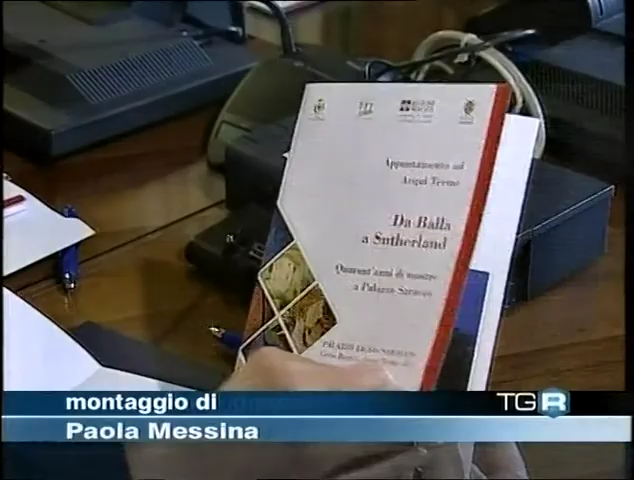 Appuntamento ad
Acqui Terme
Da Balla
a Sutherland
Quarant'anni di mostre
a Palazzo Saracco
montaggio di
TGR
Paola Messina